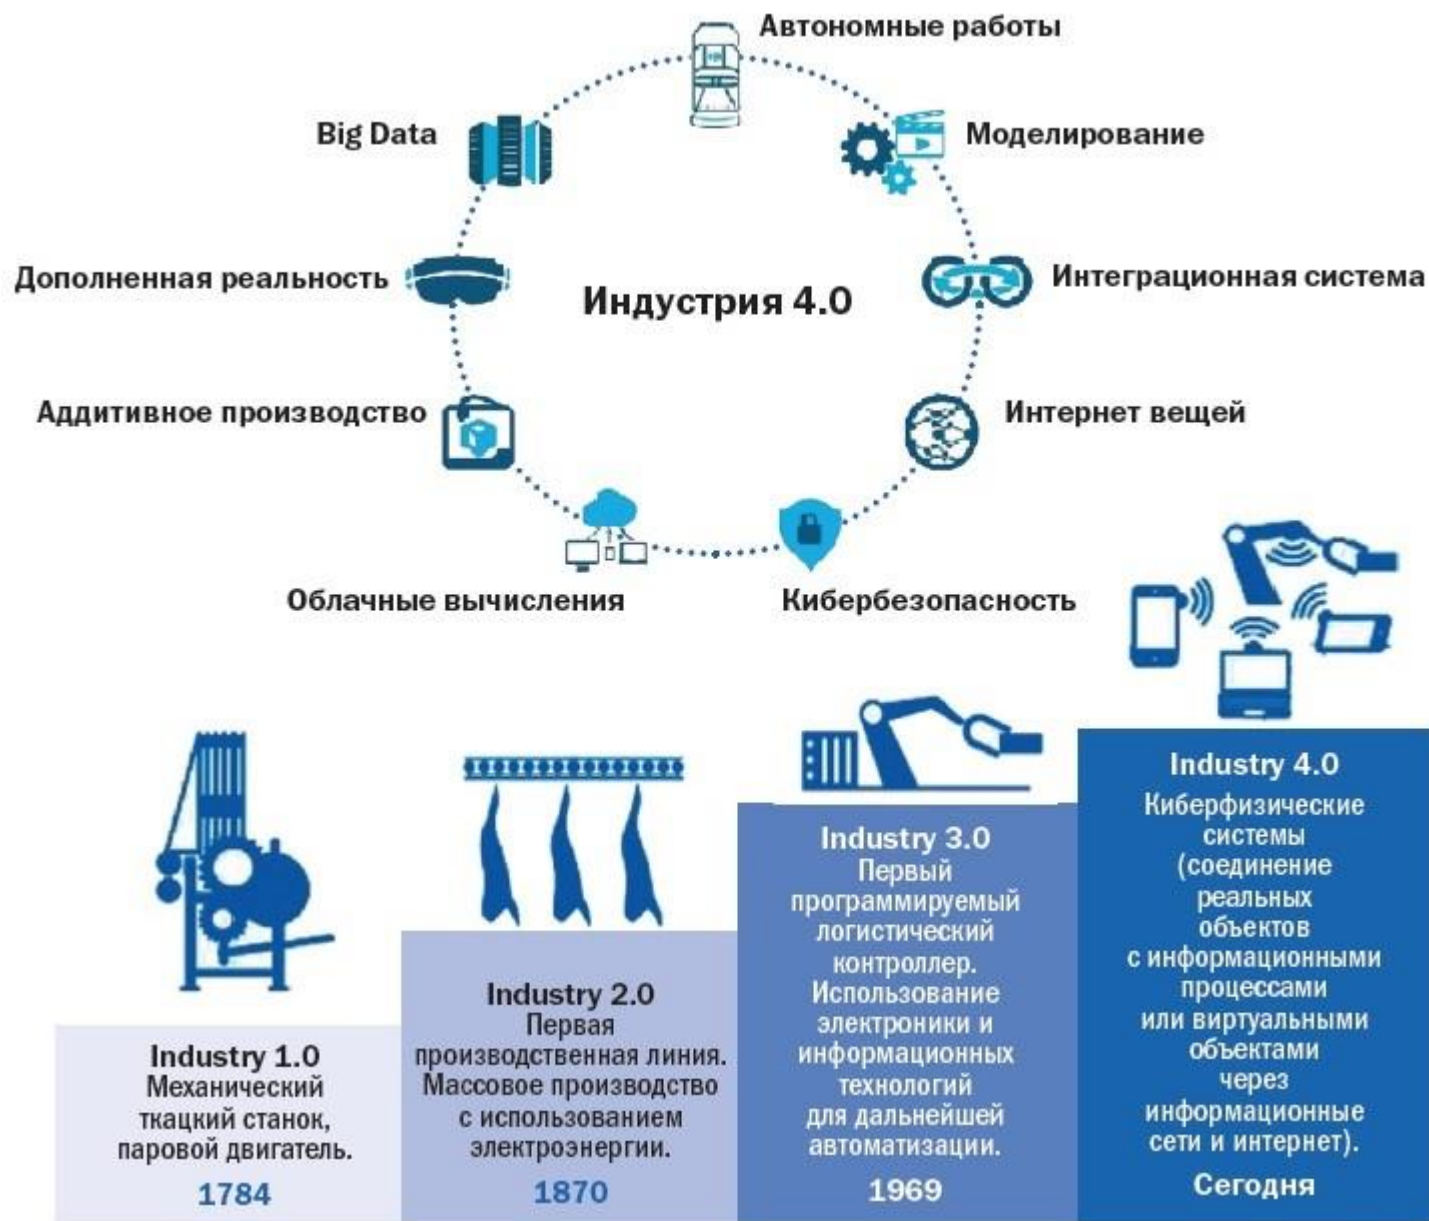 Автономные работы
Big Data
Моделирование
Дополненная реальность
Индустрия 4.0
Интеграционная система
Аддитивное производство
Интернет вещей
Облачные вычисления
Кибербезопасность
Industry 1.0
Механический
ткацкий станок,
паровой двигатель.
1784
Industry 2.0
Первая
производственная линия.
Массовое производство
с использованием
электроэнергии.
1870
Industry 3.0
Первый
программируемый
логистический
контроллер.
Использование
электроники и
информационных
технологий
для дальнейшей
автоматизации.
1969
Industry 4.0
Киберфизические
системы
(соединение
реальных
объектов
с информационными
процессами
или виртуальными
объектами
через
информационные
сети и интернет).
Сегодня